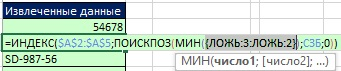 Извлеченные данные
54678
=ИНДЕКС($A$2:$A$5;ПОИСКПОЗ(МИН({ЛОЖЬ:3:ЛОЖЬ:2});C3Б;0))
SD-987-56
МИН(число1; [число2]; ...)